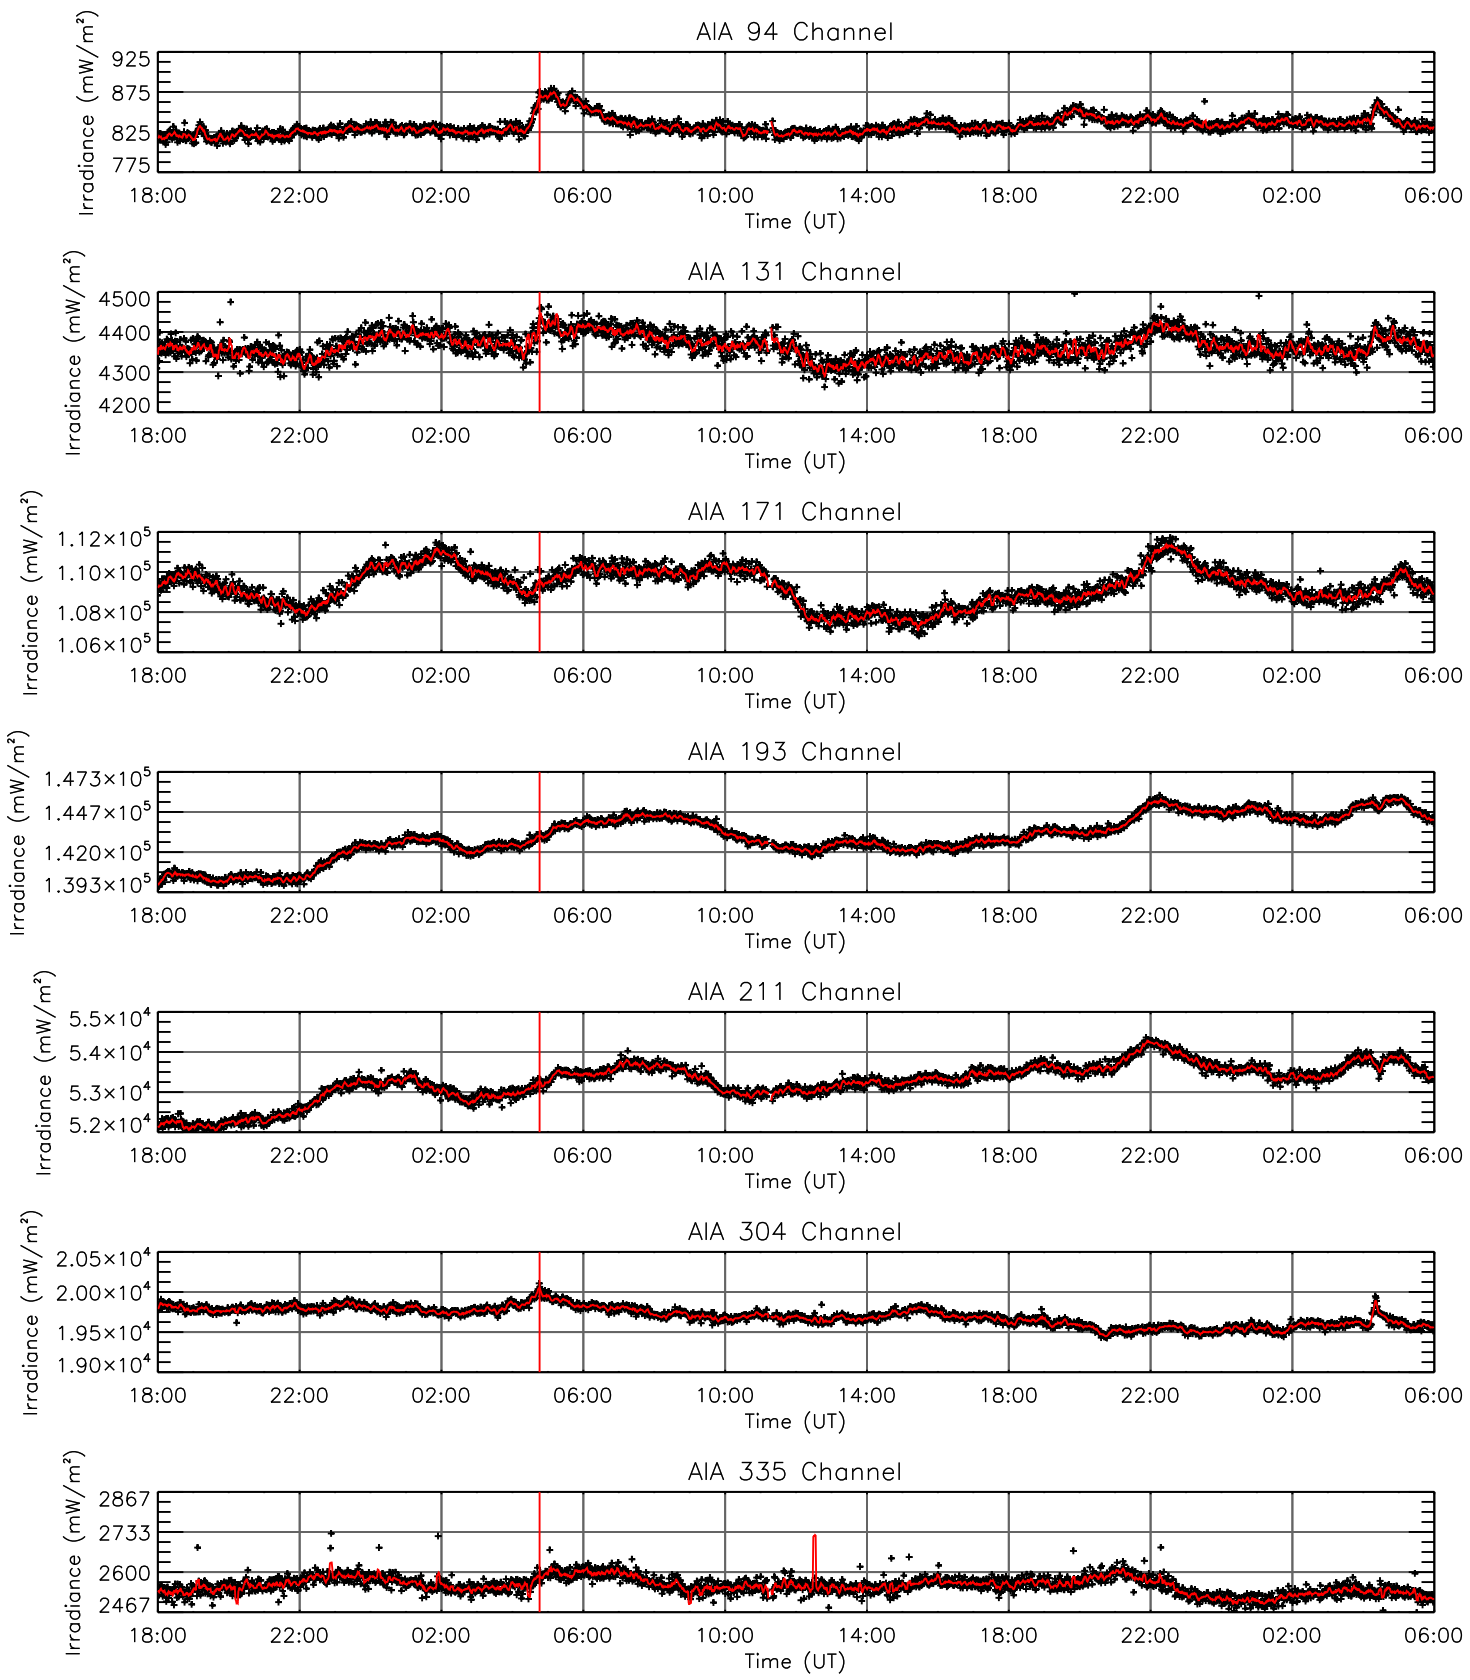 AIA 94 Channel
Irradiance (mW/m²)
925
875
825
775
18:00 22:00 02:00 06:00 10:00 14:00 18:00 22:00 02:00 06:00
Time (UT)
AIA 131 Channel
Irradiance (mW/m²)
4500
4400
4300
4200
18:00 22:00 02:00 06:00 10:00 14:00 18:00 22:00 02:00 06:00
Time (UT)
AIA 171 Channel
Irradiance (mW/m²)
1.12×10⁵
1.10×10⁵
1.08×10⁵
1.06×10⁵
18:00 22:00 02:00 06:00 10:00 14:00 18:00 22:00 02:00 06:00
Time (UT)
AIA 193 Channel
Irradiance (mW/m²)
1.473×10⁵
1.447×10⁵
1.420×10⁵
1.393×10⁵
18:00 22:00 02:00 06:00 10:00 14:00 18:00 22:00 02:00 06:00
Time (UT)
AIA 211 Channel
Irradiance (mW/m²)
5.5×10⁴
5.4×10⁴
5.3×10⁴
5.2×10⁴
18:00 22:00 02:00 06:00 10:00 14:00 18:00 22:00 02:00 06:00
Time (UT)
AIA 304 Channel
Irradiance (mW/m²)
2.05×10⁴
2.00×10⁴
1.95×10⁴
1.90×10⁴
18:00 22:00 02:00 06:00 10:00 14:00 18:00 22:00 02:00 06:00
Time (UT)
AIA 335 Channel
Irradiance (mW/m²)
2867
2733
2600
2467
18:00 22:00 02:00 06:00 10:00 14:00 18:00 22:00 02:00 06:00
Time (UT)